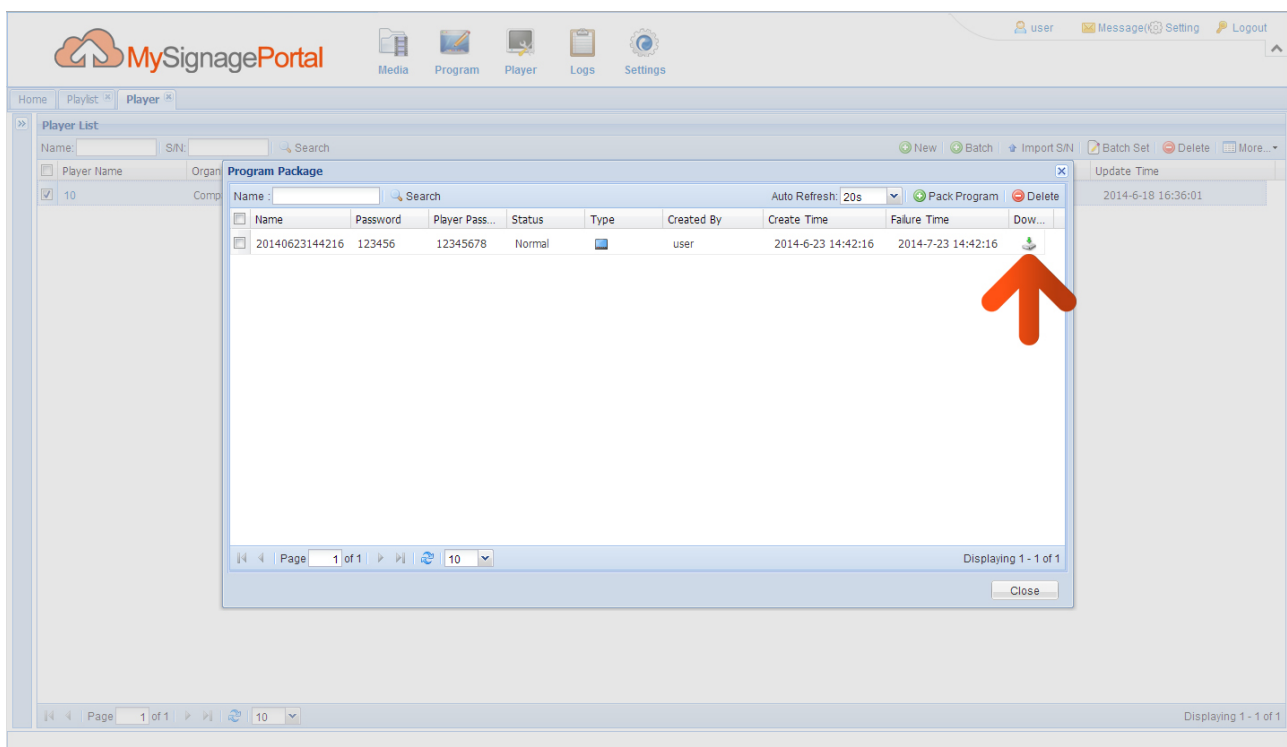 user Message( Setting Logout
MySignagePortal
Media Program Player Logs Settings
Home Playlist Player
Player List
Name: S/N: Search New Batch Import S/N Batch Set Delete More...
Player Name Organ Update Time
10 Comp 2014-6-18 16:36:01
Program Package
Name : Search Auto Refresh: 20s Pack Program Delete
Name Password Player Pass... Status Type Created By Create Time Failure Time Dow...
20140623144216 123456 12345678 Normal user 2014-6-23 14:42:16 2014-7-23 14:42:16
Page 1 of 1 10 Displaying 1 - 1 of 1
Close
Page 1 of 1 10 Displaying 1 - 1 of 1